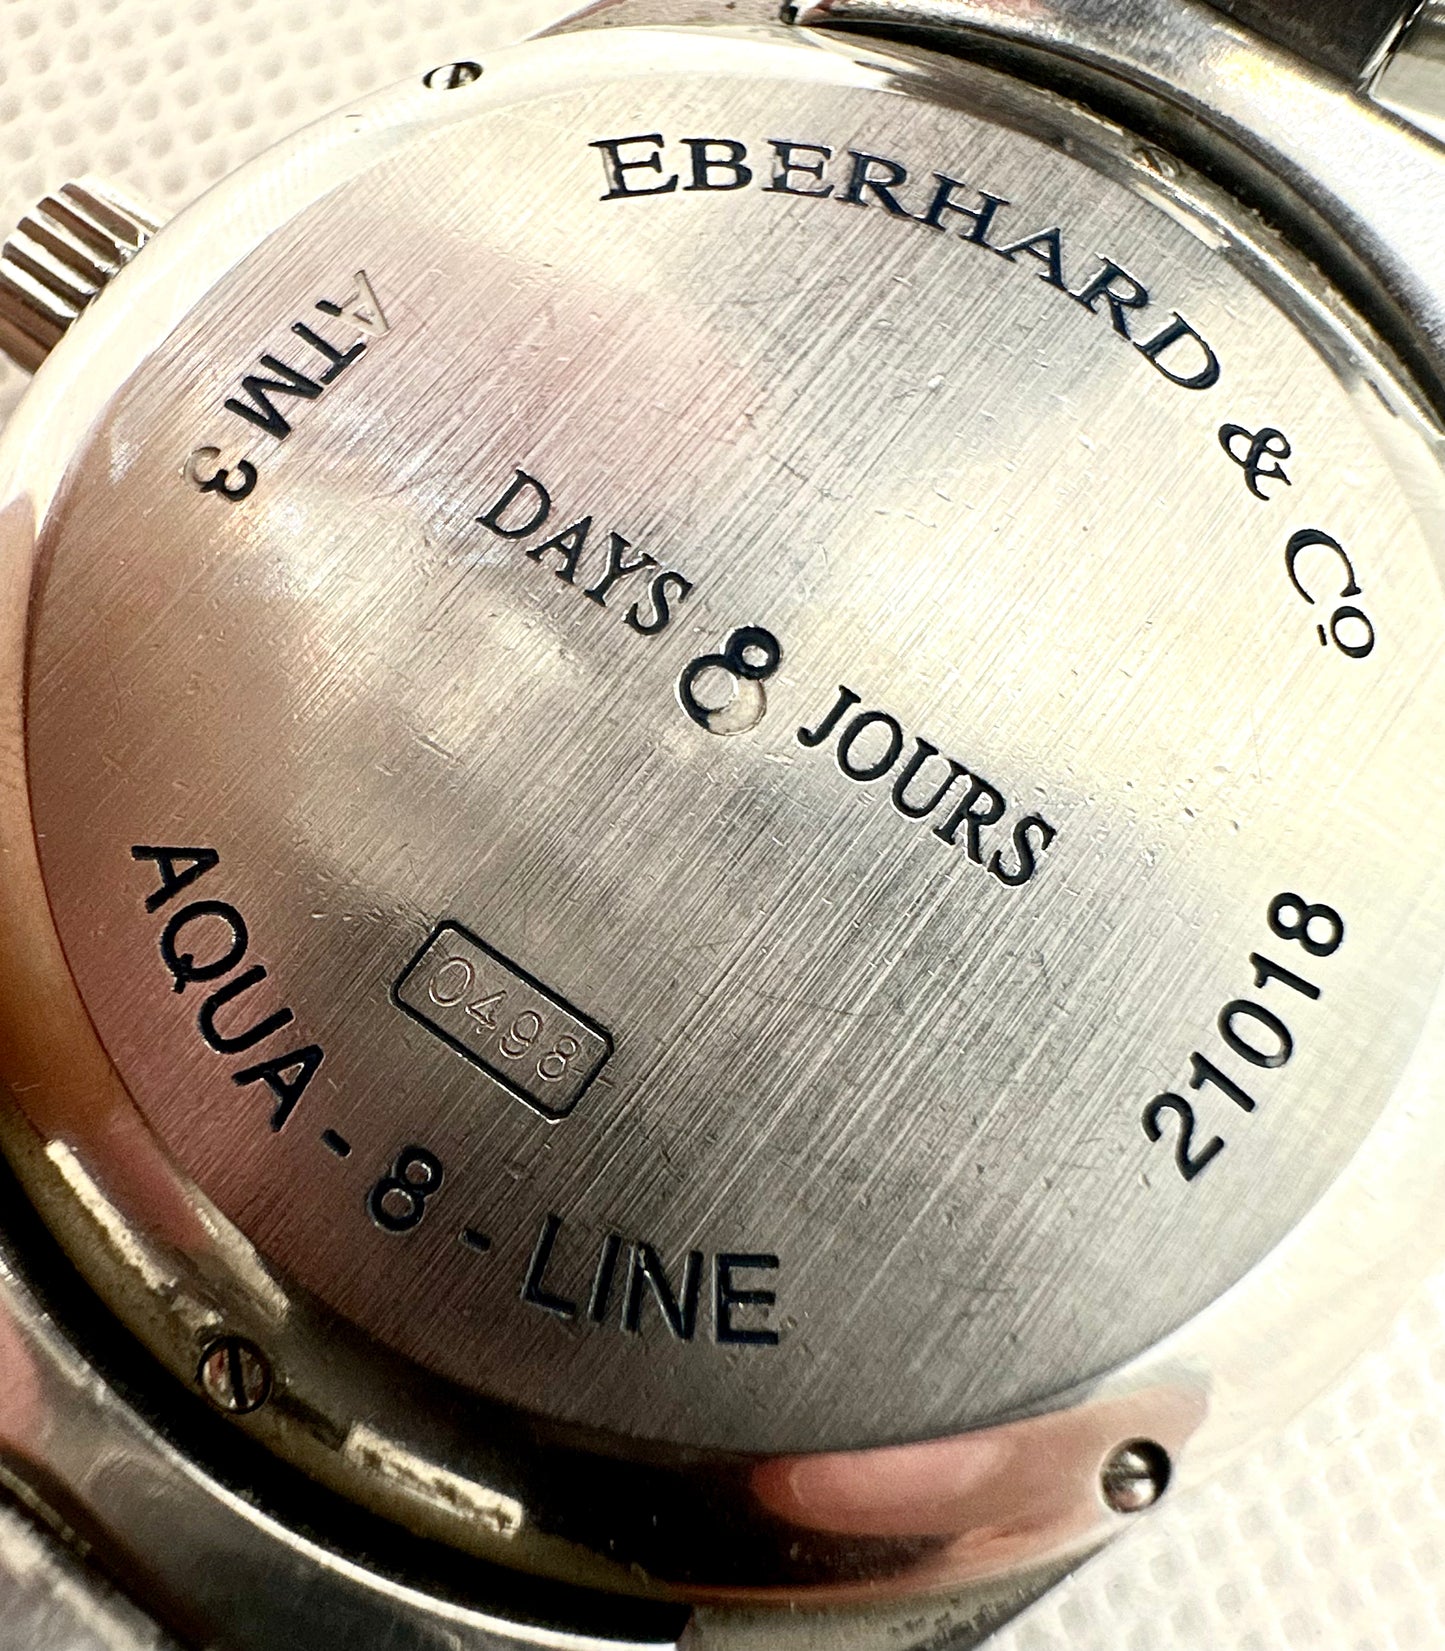 EBERHARD & Cº
ATM 3
DAYS 8 JOURS
0498
21018
AQUA-8-LINE